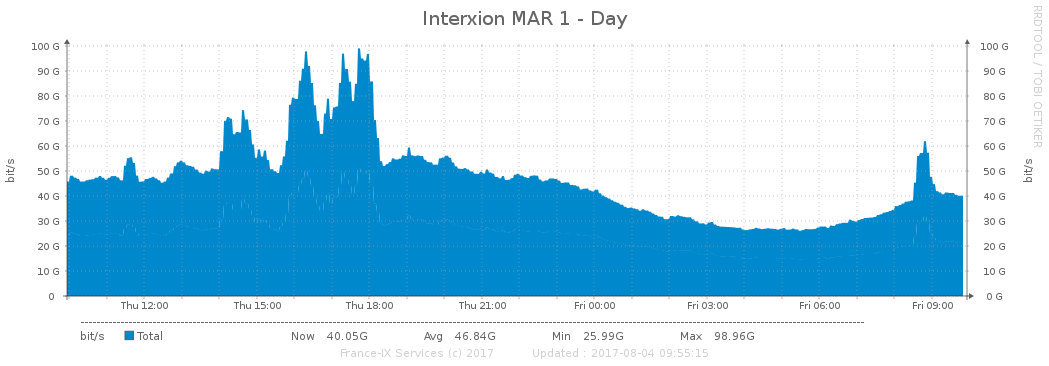 Interxion MAR 1 - Day
RRDTOOL / TOBI OETIKER
bit/s
bit/s
100 G 100 G
90 G 90 G
80 G 80 G
70 G 70 G
60 G 60 G
50 G 50 G
40 G 40 G
30 G 30 G
20 G 20 G
10 G 10 G
0 0 G
Thu 12:00 Thu 15:00 Thu 18:00 Thu 21:00 Fri 00:00 Fri 03:00 Fri 06:00 Fri 09:00
bit/s Total Now 40.05G Avg 46.84G Min 25.99G Max 98.96G
France-IX Services (c) 2017 Updated : 2017-08-04 09:55:15